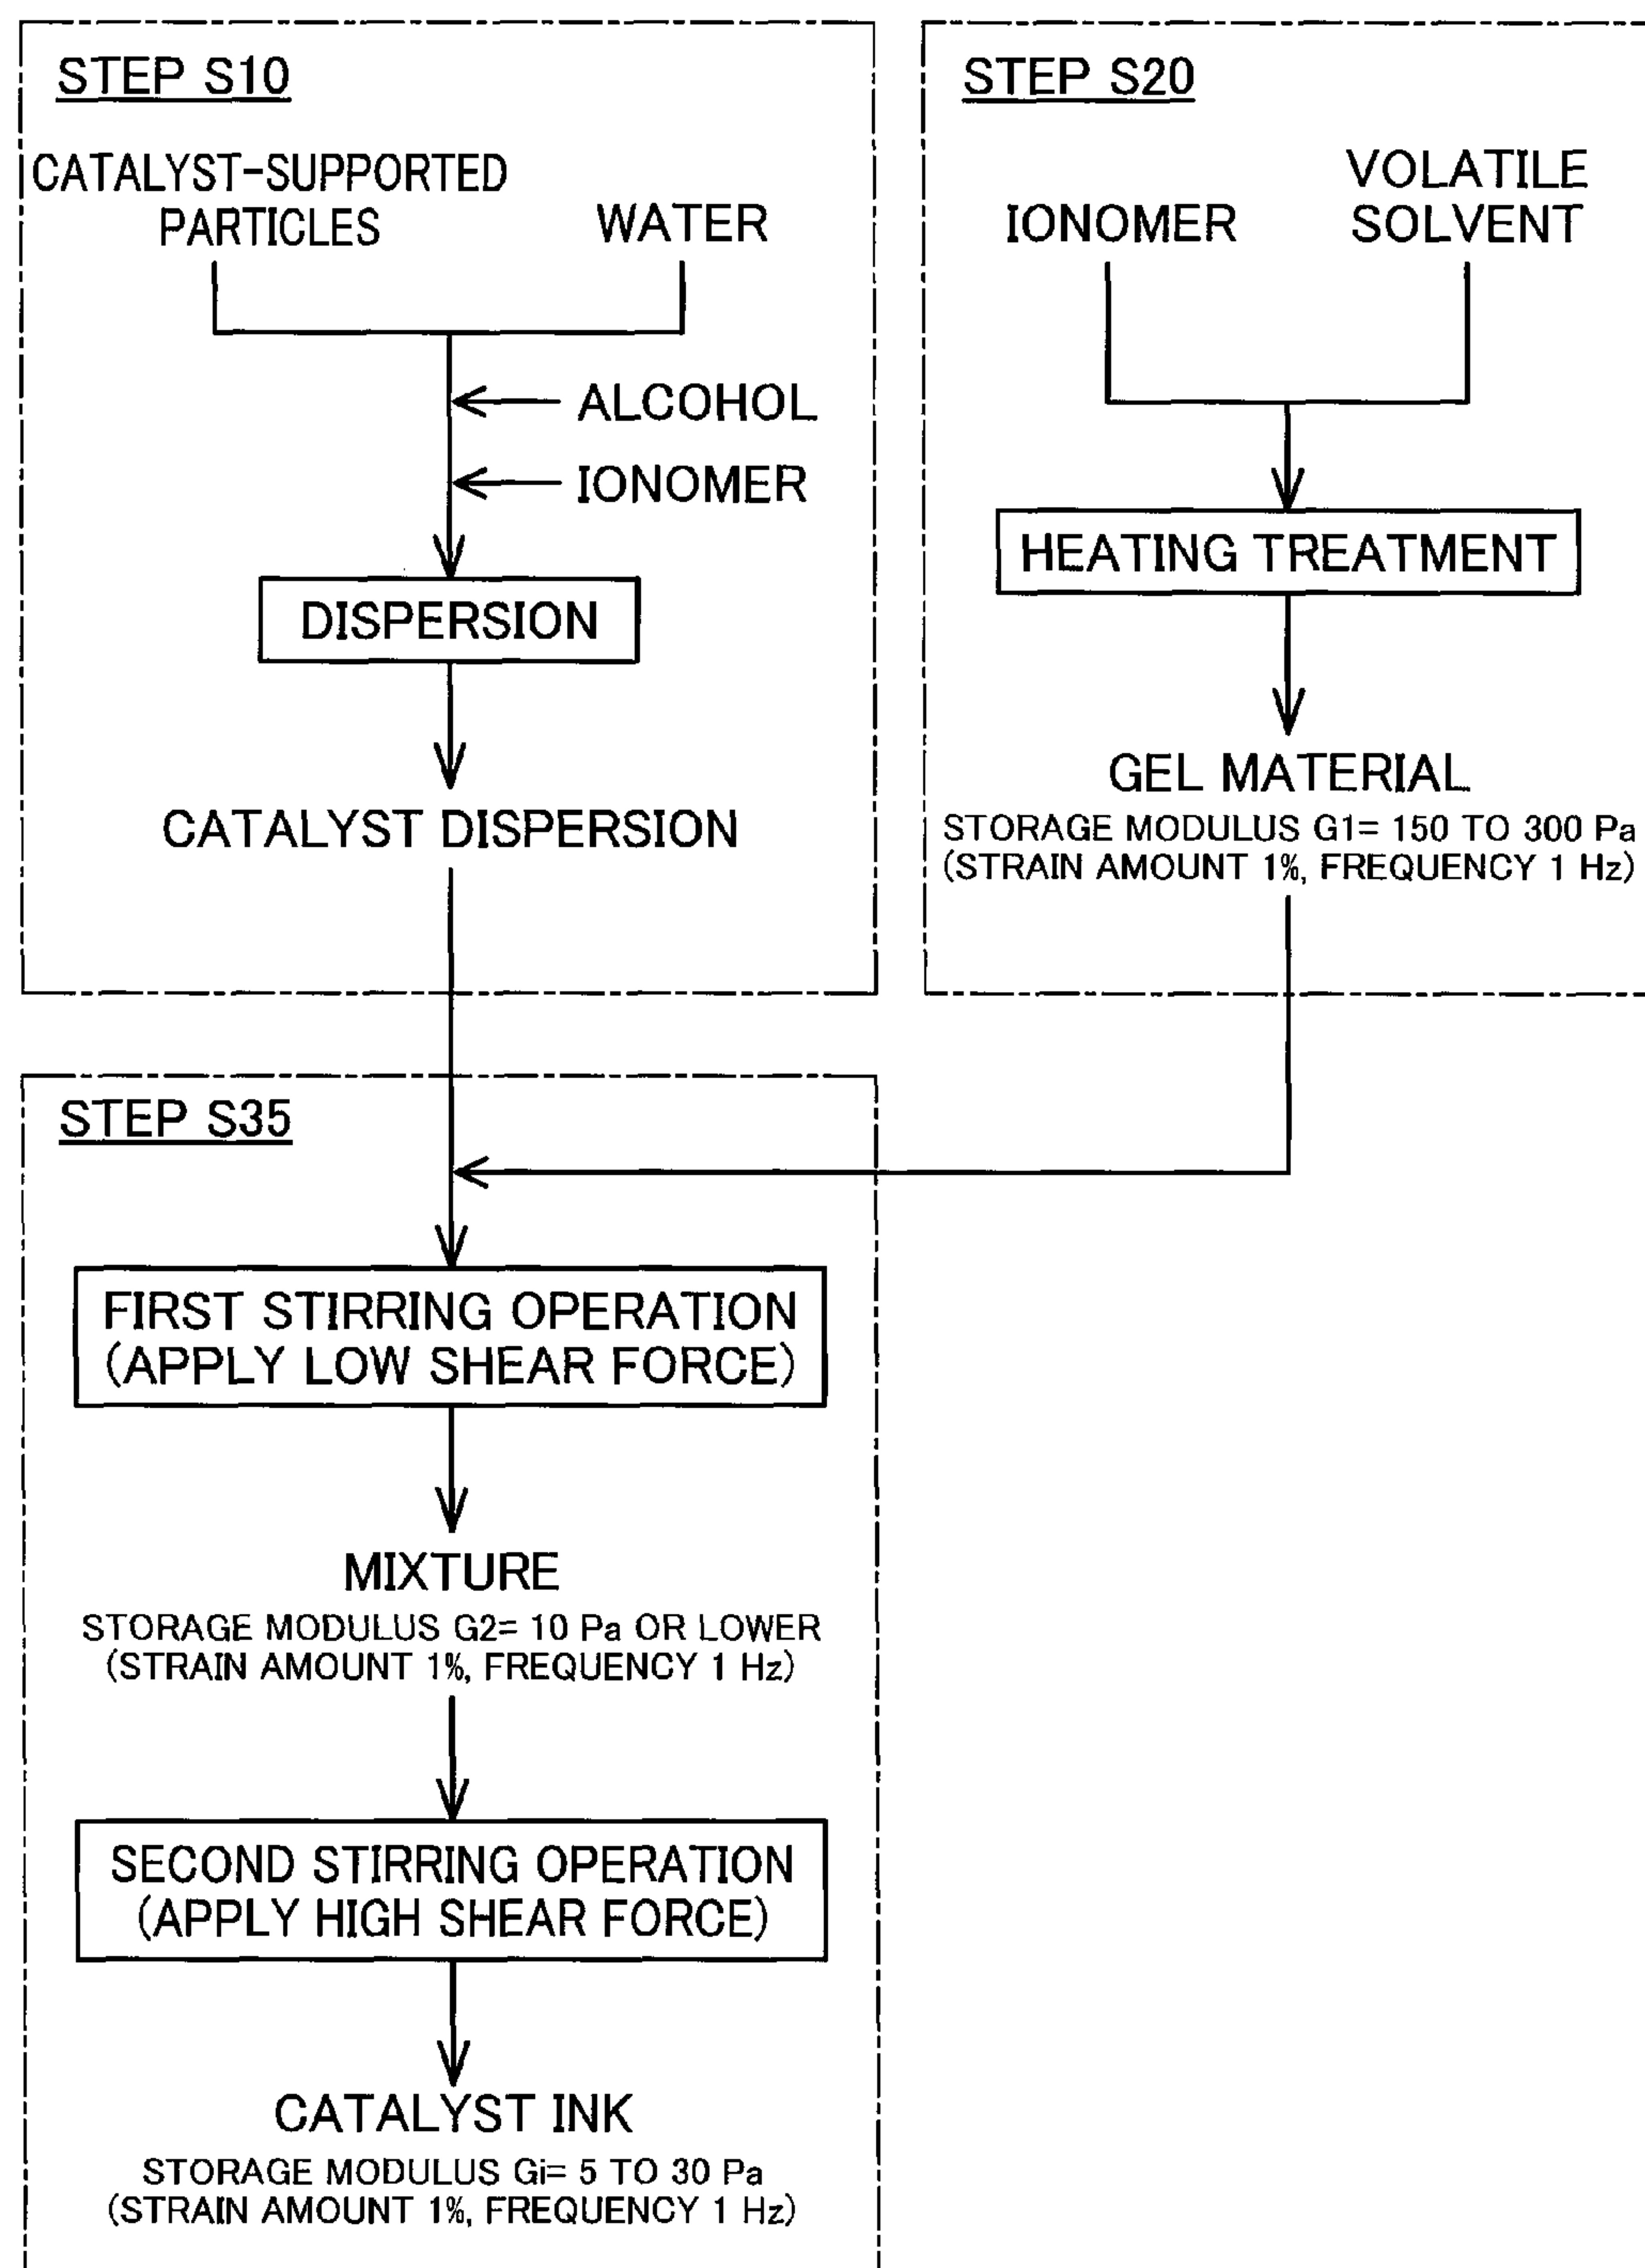 STEP S10
CATALYST-SUPPORTED
PARTICLES
WATER
ALCOHOL
IONOMER
DISPERSION
CATALYST DISPERSION
STEP S20
IONOMER
VOLATILE
SOLVENT
HEATING TREATMENT
GEL MATERIAL
STORAGE MODULUS G1= 150 TO 300 Pa
(STRAIN AMOUNT 1%, FREQUENCY 1 Hz)
STEP S35
FIRST STIRRING OPERATION
(APPLY LOW SHEAR FORCE)
MIXTURE
STORAGE MODULUS G2= 10 Pa OR LOWER
(STRAIN AMOUNT 1%, FREQUENCY 1 Hz)
SECOND STIRRING OPERATION
(APPLY HIGH SHEAR FORCE)
CATALYST INK
STORAGE MODULUS Gi= 5 TO 30 Pa
(STRAIN AMOUNT 1%, FREQUENCY 1 Hz)